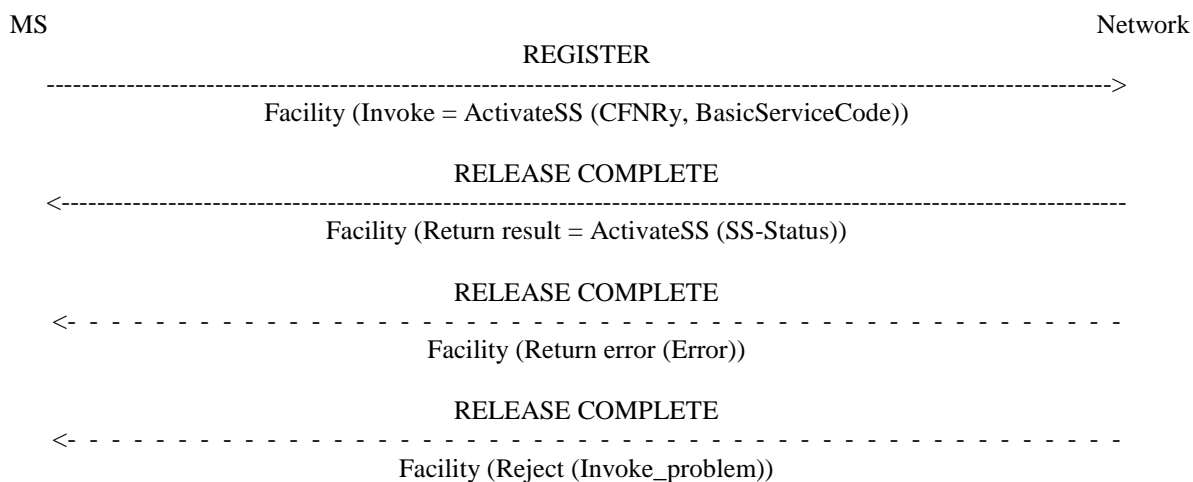 MS Network
REGISTER
Facility (Invoke = ActivateSS (CFNRy, BasicServiceCode))
RELEASE COMPLETE
Facility (Return result = ActivateSS (SS-Status))
RELEASE COMPLETE
Facility (Return error (Error))
RELEASE COMPLETE
Facility (Reject (Invoke_problem))